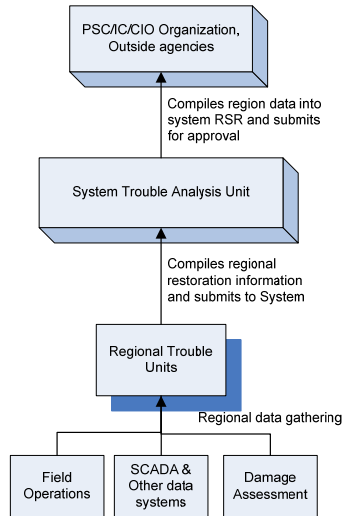 PSC/IC/CIO Organization,
Outside agencies
Compiles region data into
system RSR and submits
for approval
System Trouble Analysis Unit
Compiles regional
restoration information
and submits to System
Regional Trouble
Units
Regional data gathering
Field
Operations
SCADA &
Other data
systems
Damage
Assessment